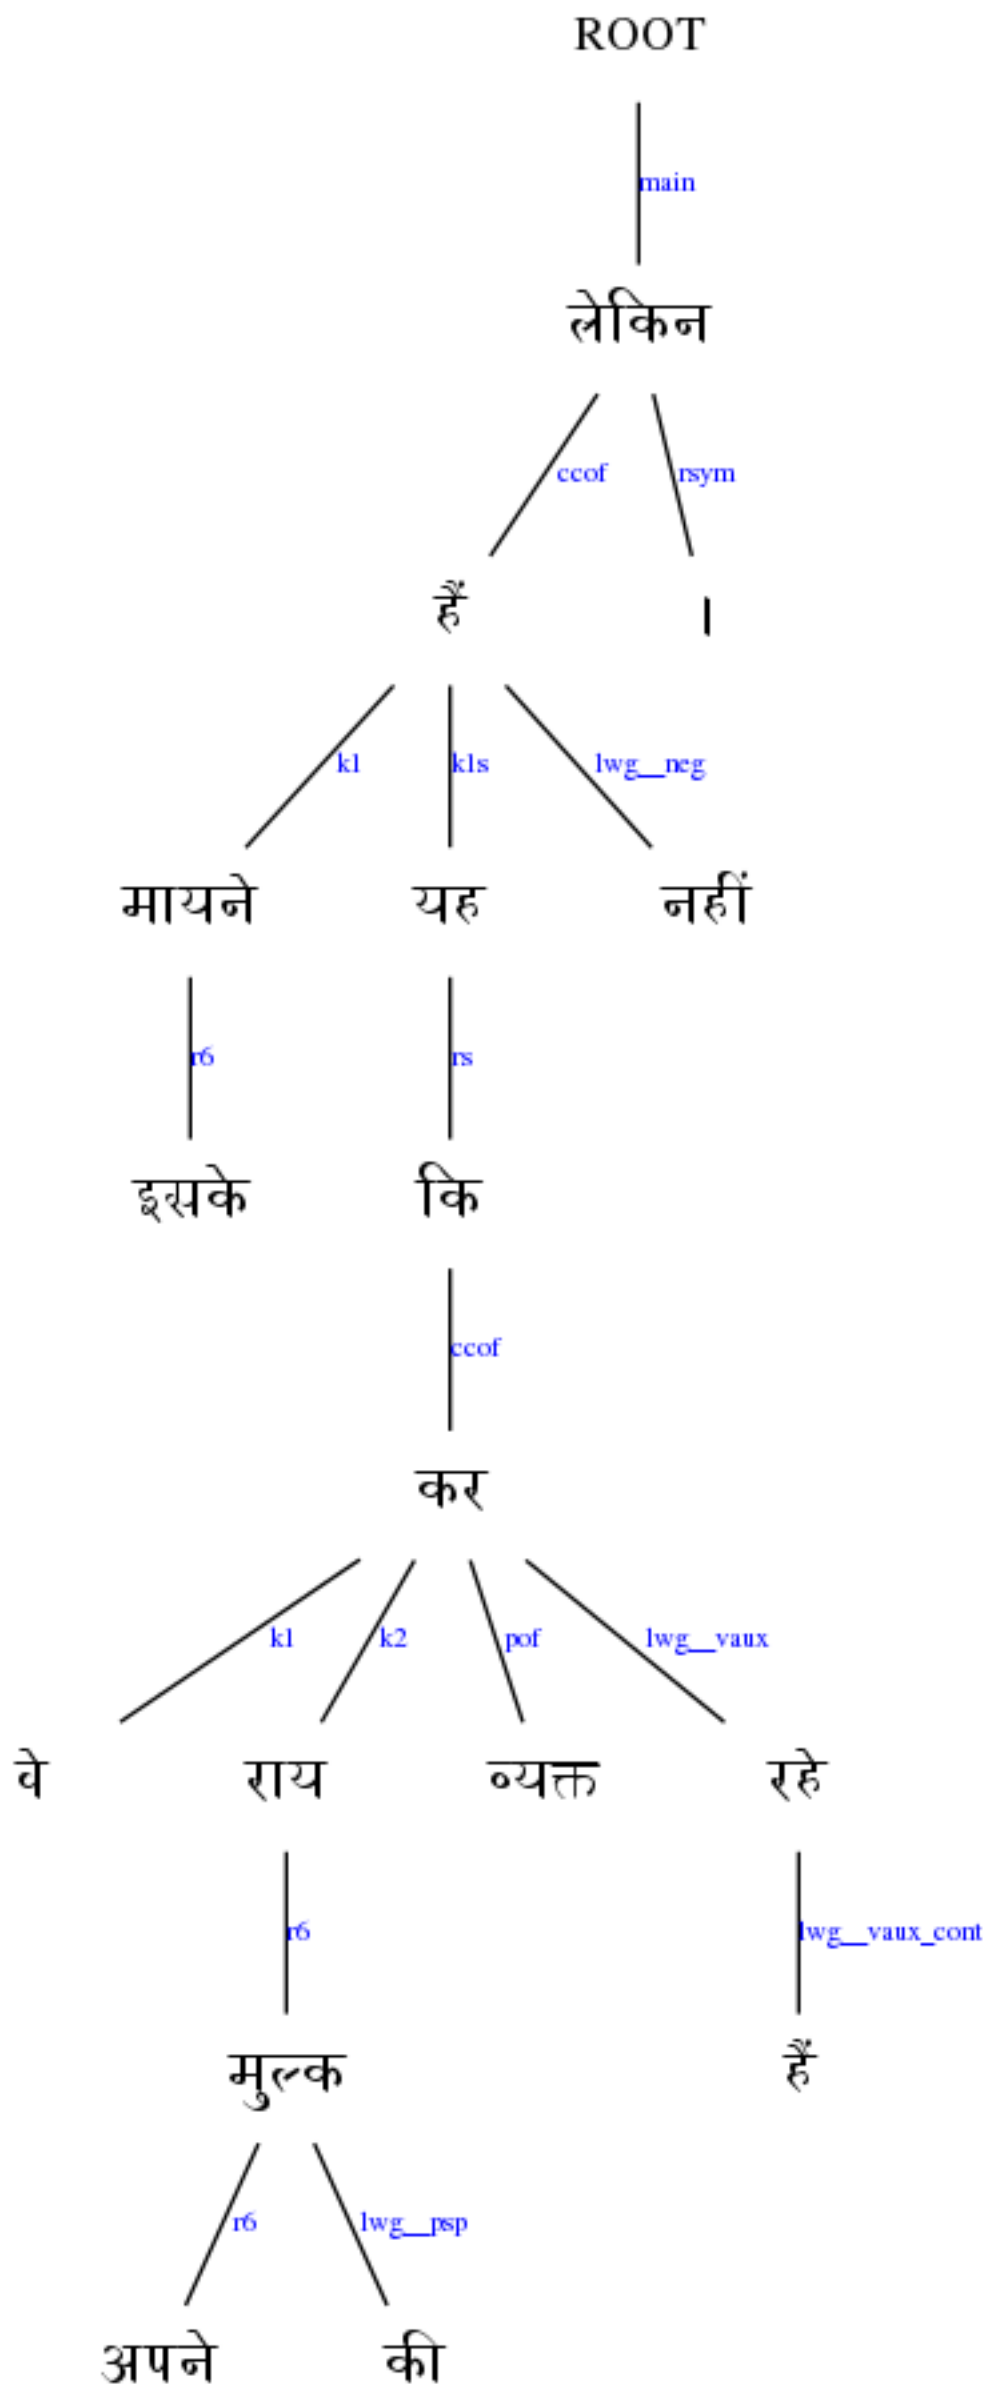 ROOT
main
लेकिन
ccof rsym
हैं ।
k1 k1s lwg__neg
मायने यह नहीं
r6 rs
इसके कि
ccof
कर
k1 k2 pof lwg__vaux
वे राय व्यक्त रहे
r6 lwg__vaux_cont
मुल्क हैं
r6 lwg__psp
अपने की